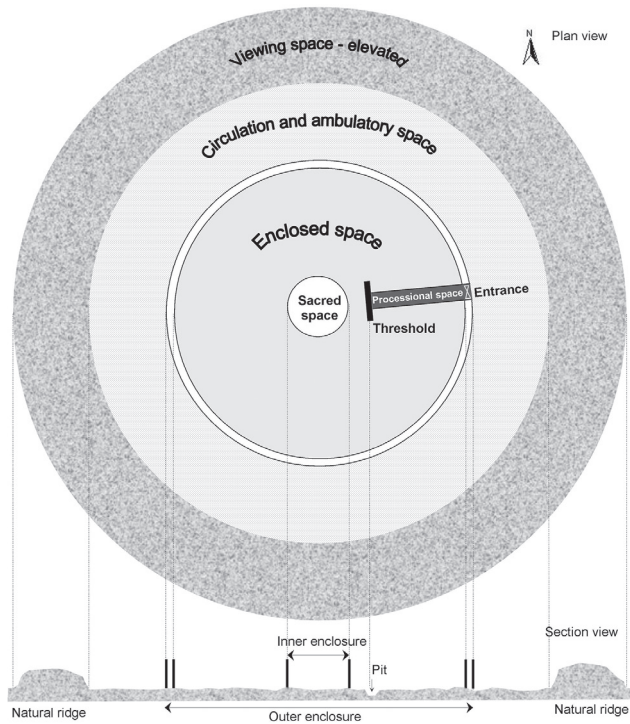 N
Plan view
Viewing space - elevated
Circulation and ambulatory space
Enclosed space
Sacred
space
Processional space
Entrance
Threshold
Section view
Inner enclosure
Pit
Natural ridge
Natural ridge
Outer enclosure